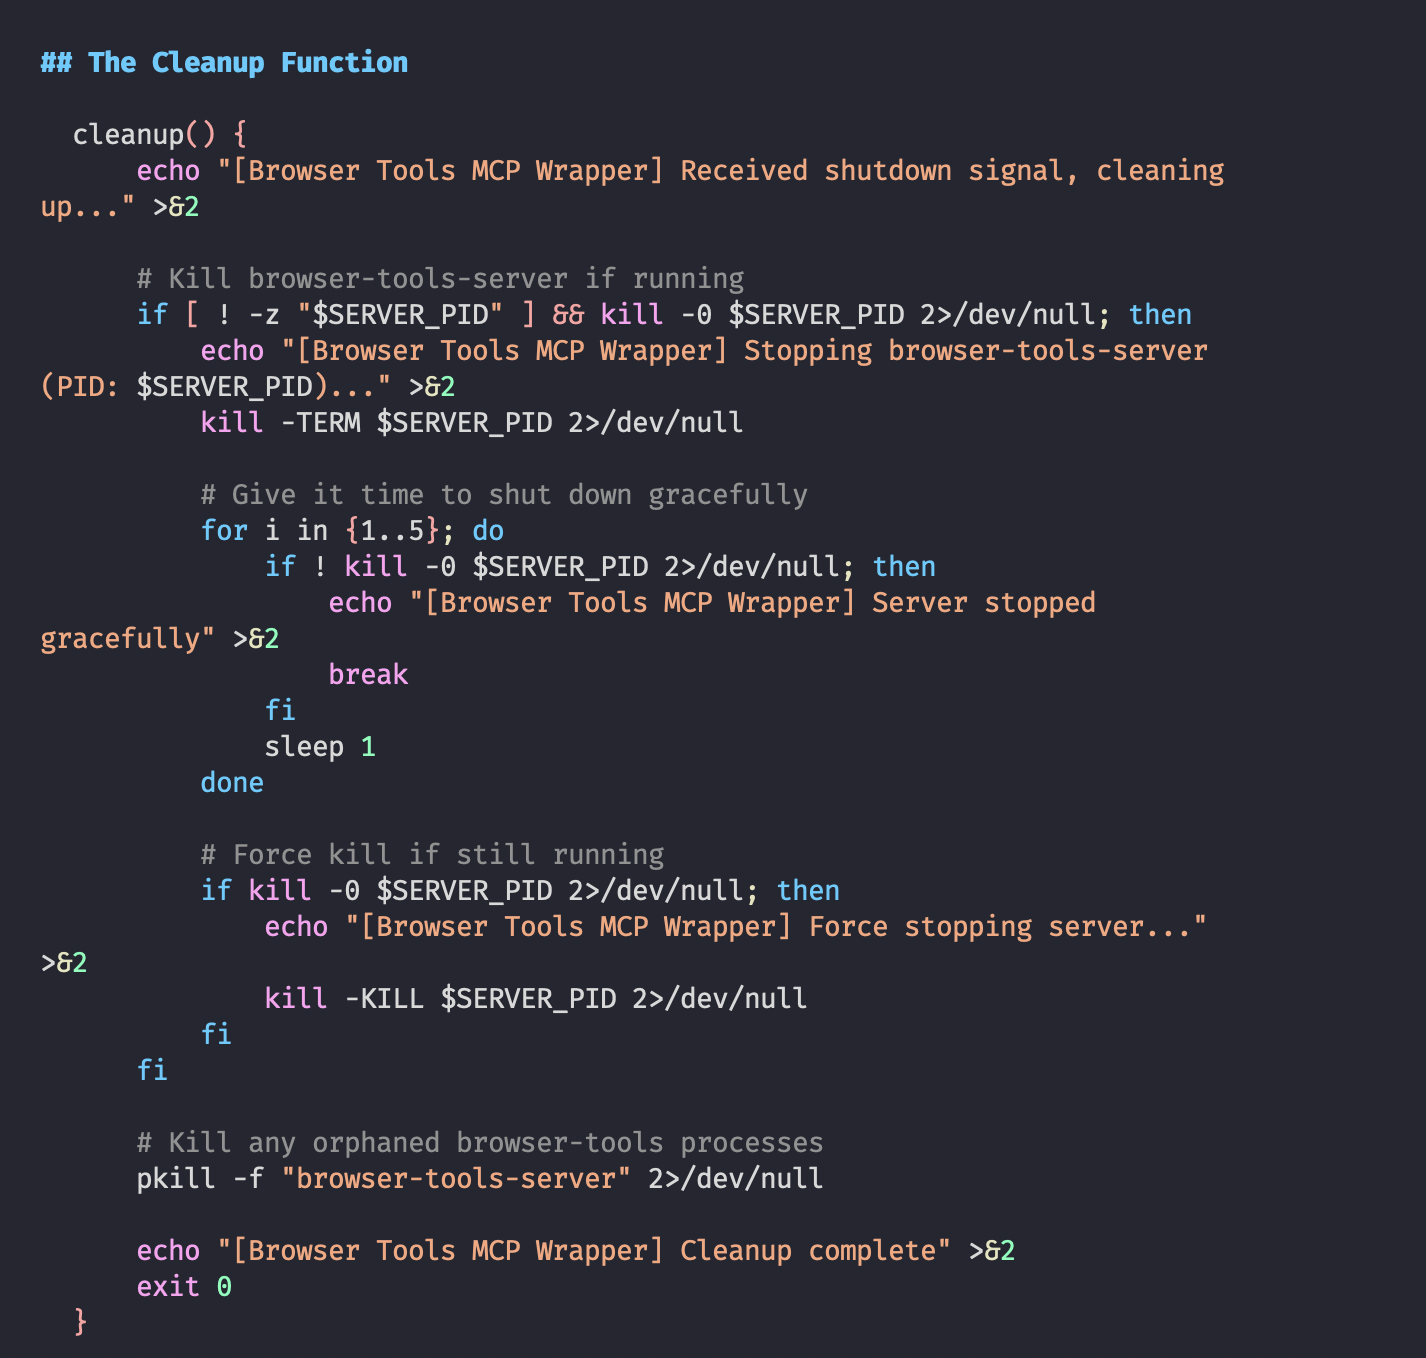 ## The Cleanup Function
cleanup() {
echo "[Browser Tools MCP Wrapper] Received shutdown signal, cleaning
up..." >&2
# Kill browser-tools-server if running
if [ ! -z "$SERVER_PID" ] && kill -0 $SERVER_PID 2>/dev/null; then
echo "[Browser Tools MCP Wrapper] Stopping browser-tools-server
(PID: $SERVER_PID)..." >&2
kill -TERM $SERVER_PID 2>/dev/null
# Give it time to shut down gracefully
for i in {1..5}; do
if ! kill -0 $SERVER_PID 2>/dev/null; then
echo "[Browser Tools MCP Wrapper] Server stopped
gracefully" >&2
break
fi
sleep 1
done
# Force kill if still running
if kill -0 $SERVER_PID 2>/dev/null; then
echo "[Browser Tools MCP Wrapper] Force stopping server..."
>&2
kill -KILL $SERVER_PID 2>/dev/null
fi
fi
# Kill any orphaned browser-tools processes
pkill -f "browser-tools-server" 2>/dev/null
echo "[Browser Tools MCP Wrapper] Cleanup complete" >&2
exit 0
}